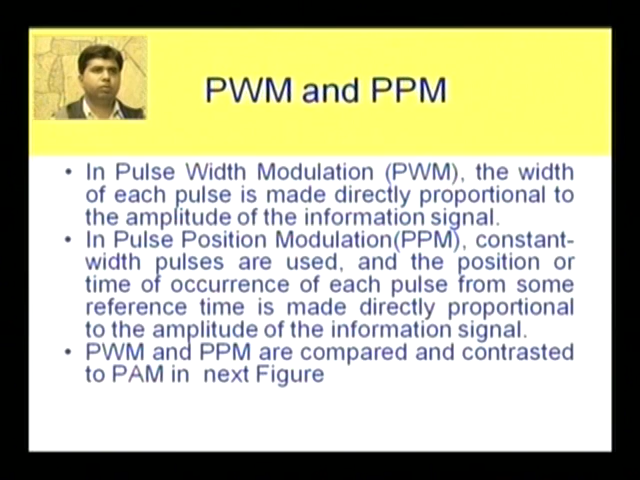 PWM and PPM
• In Pulse Width Modulation (PWM), the width
of each pulse is made directly proportional to
the amplitude of the information signal.
• In Pulse Position Modulation(PPM), constant-
width pulses are used, and the position or
time of occurrence of each pulse from some
reference time is made directly proportional
to the amplitude of the information signal.
• PWM and PPM are compared and contrasted
to PAM in next Figure